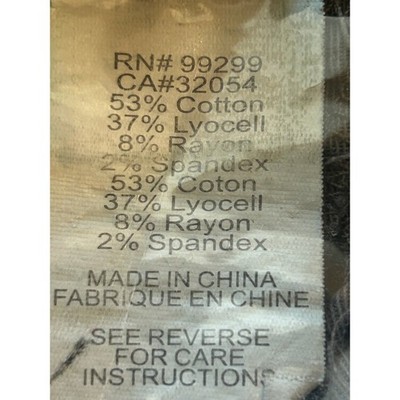 RN# 99299
CA#32054
53% Cotton
37% Lyocell
8% Rayon
2% Spandex
53% Coton
37% Lyocell
8% Rayon
2% Spandex
MADE IN CHINA
FABRIQUE EN CHINE
SEE REVERSE
FOR CARE
INSTRUCTIONS